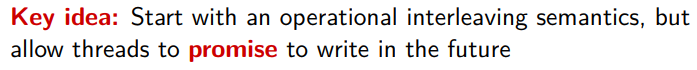 Key idea: Start with an operational interleaving semantics, but
allow threads to promise to write in the future